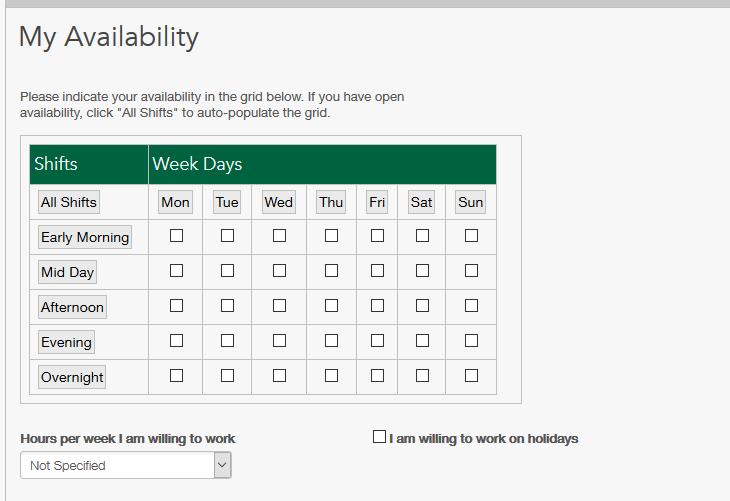 My Availability
Please indicate your availability in the grid below. If you have open
availability, click "All Shifts" to auto-populate the grid.
Shifts Week Days
All Shifts Mon Tue Wed Thu Fri Sat Sun
Early Morning
Mid Day
Afternoon
Evening
Overnight
Hours per week I am willing to work I am willing to work on holidays
Not Specified